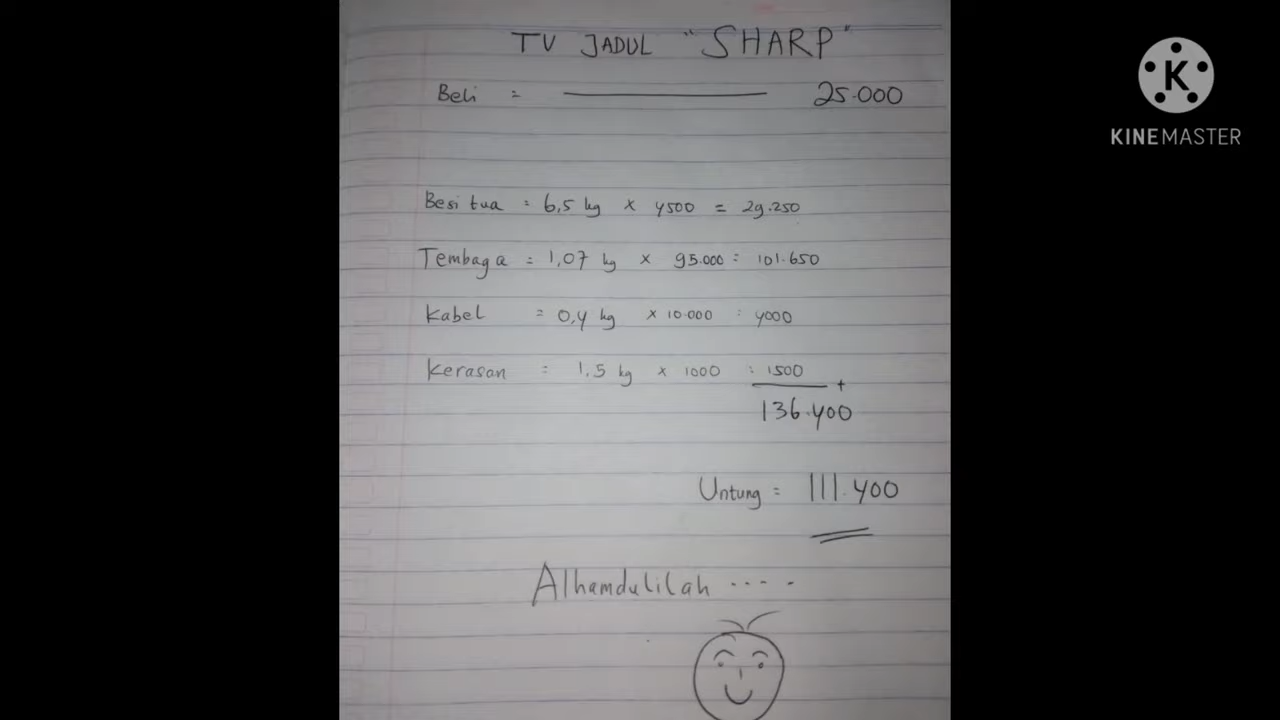 TV JADUL "SHARP"
Beli = 25.000
Besi tua = 6,5 kg x 4500 = 29.250
Tembaga = 1,07 kg x 95.000 = 101.650
Kabel = 0,4 kg x 10.000 : 4000
Kerasan = 1,5 kg x 1000 : 1500
+
136.400
Untung = 111.400
Alhamdulilah .....
K
KINEMASTER